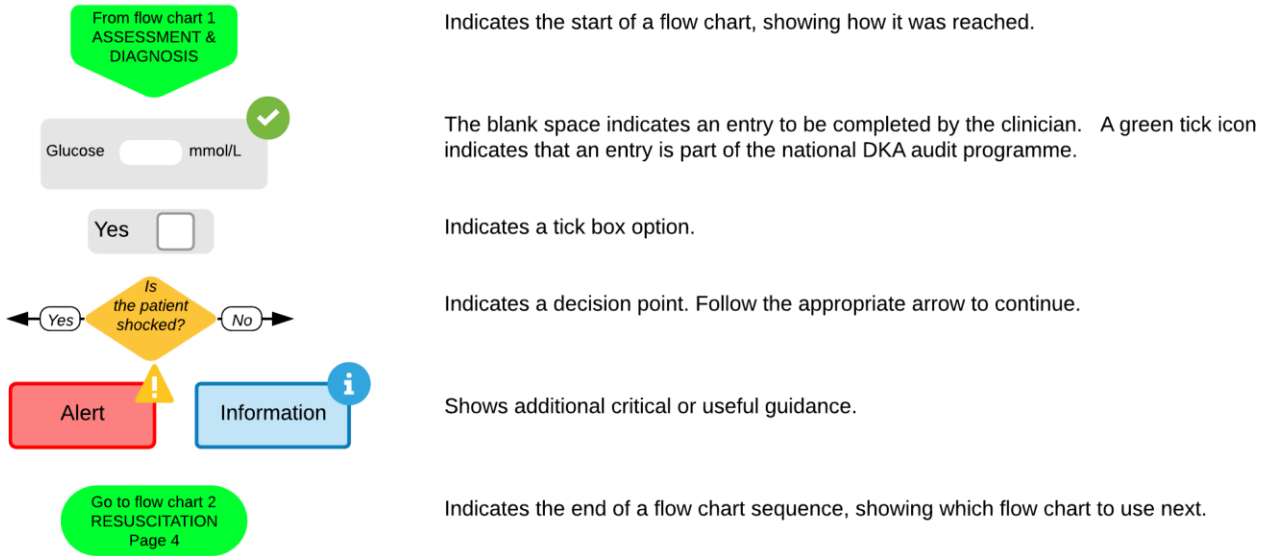 From flow chart 1
ASSESSMENT &
DIAGNOSIS
Indicates the start of a flow chart, showing how it was reached.
Glucose mmol/L
The blank space indicates an entry to be completed by the clinician. A green tick icon
indicates that an entry is part of the national DKA audit programme.
Yes
Indicates a tick box option.
Is
the patient
shocked?
Yes
No
Indicates a decision point. Follow the appropriate arrow to continue.
Alert
Information
Shows additional critical or useful guidance.
Go to flow chart 2
RESUSCITATION
Page 4
Indicates the end of a flow chart sequence, showing which flow chart to use next.